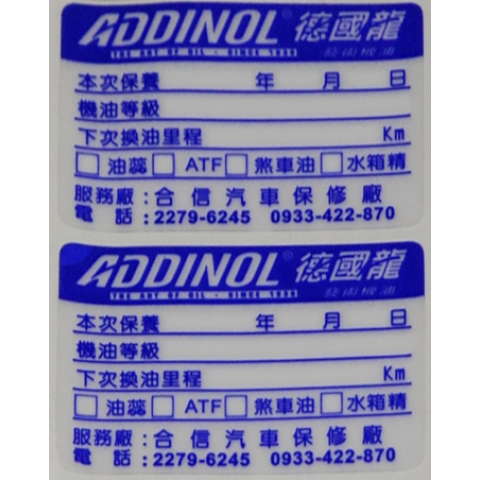 ADDINOL® 德國龍
THE ART OF OIL - SINCE 1936 藝術機油
本次保養 年 月 日
機油等級
下次換油里程 Km
油蕊 ATF 煞車油 水箱精
服務廠:合信汽車保修廠
電話:2279-6245 0933-422-870
ADDINOL® 德國龍
THE ART OF OIL - SINCE 1936 藝術機油
本次保養 年 月 日
機油等級
下次換油里程 Km
油蕊 ATF 煞車油 水箱精
服務廠:合信汽車保修廠
電話:2279-6245 0933-422-870